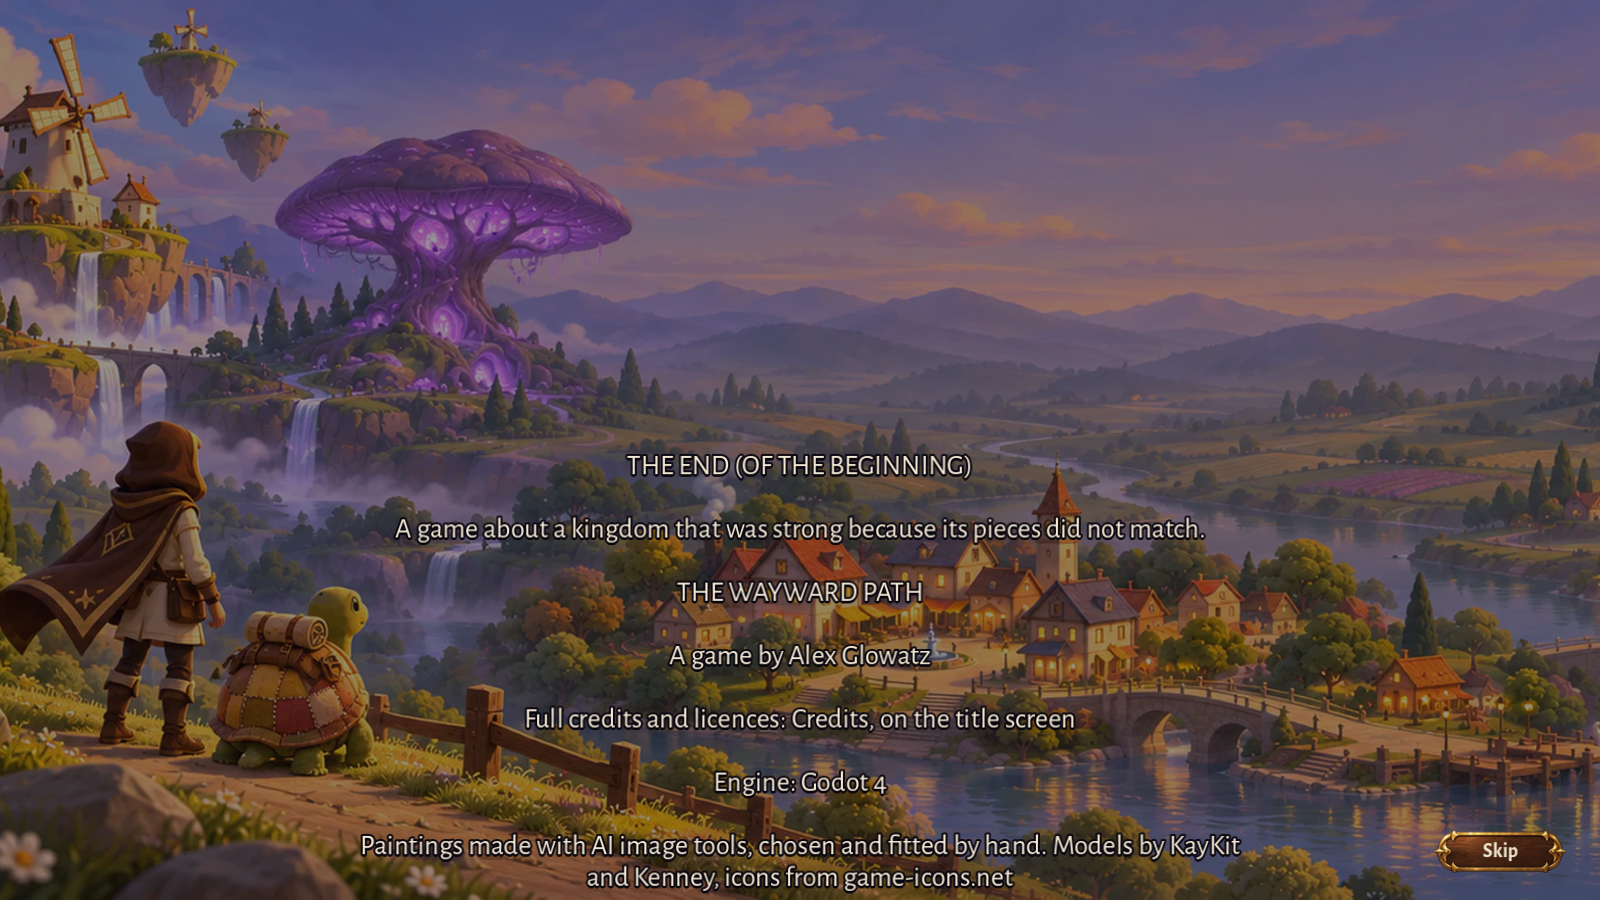 THE END (OF THE BEGINNING)
A game about a kingdom that was strong because its pieces did not match.
THE WAYWARD PATH
A game by Alex Glowatz
Full credits and licences: Credits, on the title screen
Engine: Godot 4
Paintings made with AI image tools, chosen and fitted by hand. Models by KayKit
and Kenney, icons from game-icons.net
Skip